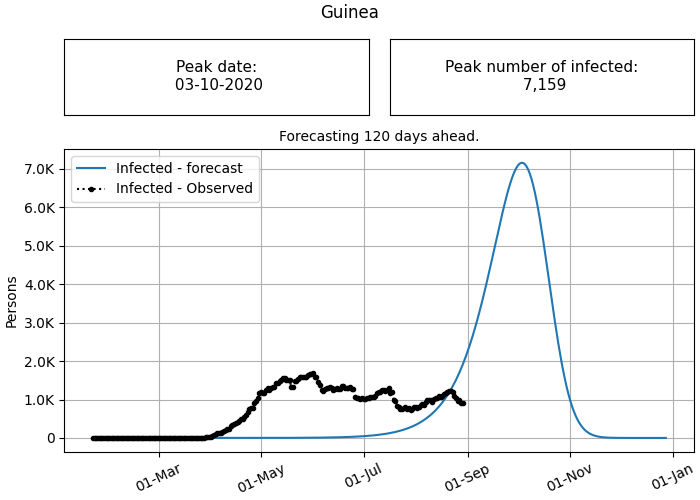 Guinea
Peak date:
03-10-2020
Peak number of infected:
7,159
Forecasting 120 days ahead.
Infected - forecast
Infected - Observed
Persons
7.0K
6.0K
5.0K
4.0K
3.0K
2.0K
1.0K
0
01-Mar
01-May
01-Jul
01-Sep
01-Nov
01-Jan